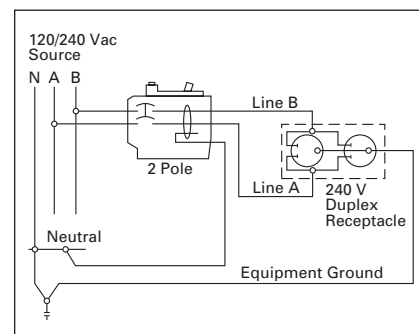 120/240 Vac
Source
N A B
Line B
2 Pole
Line A
240 V
Duplex
Receptacle
Neutral
Equipment Ground